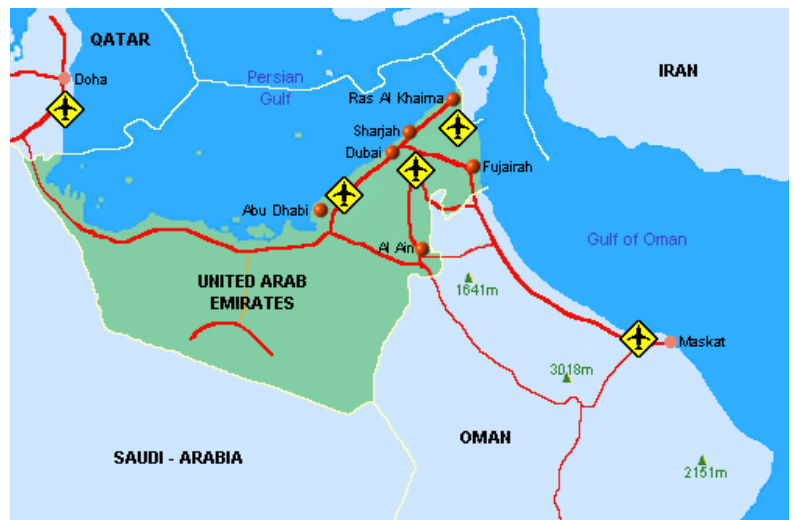 QATAR
IRAN
Doha
Persian
Gulf
Ras Al Khaima
Sharjah
Dubai
Fujairah
Abu Dhabi
Gulf of Oman
Al Ain
UNITED ARAB
EMIRATES
1641m
Maskat
3018m
OMAN
SAUDI - ARABIA
2151m